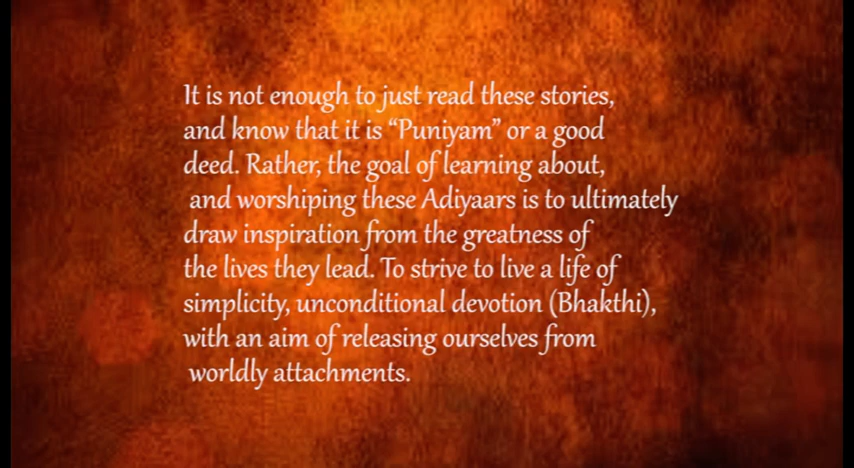 It is not enough to just read these stories,
and know that it is “Puniyam” or a good
deed. Rather, the goal of learning about,
and worshiping these Adiyaars is to ultimately
draw inspiration from the greatness of
the lives they lead. To strive to live a life of
simplicity, unconditional devotion (Bhakthi),
with an aim of releasing ourselves from
worldly attachments.